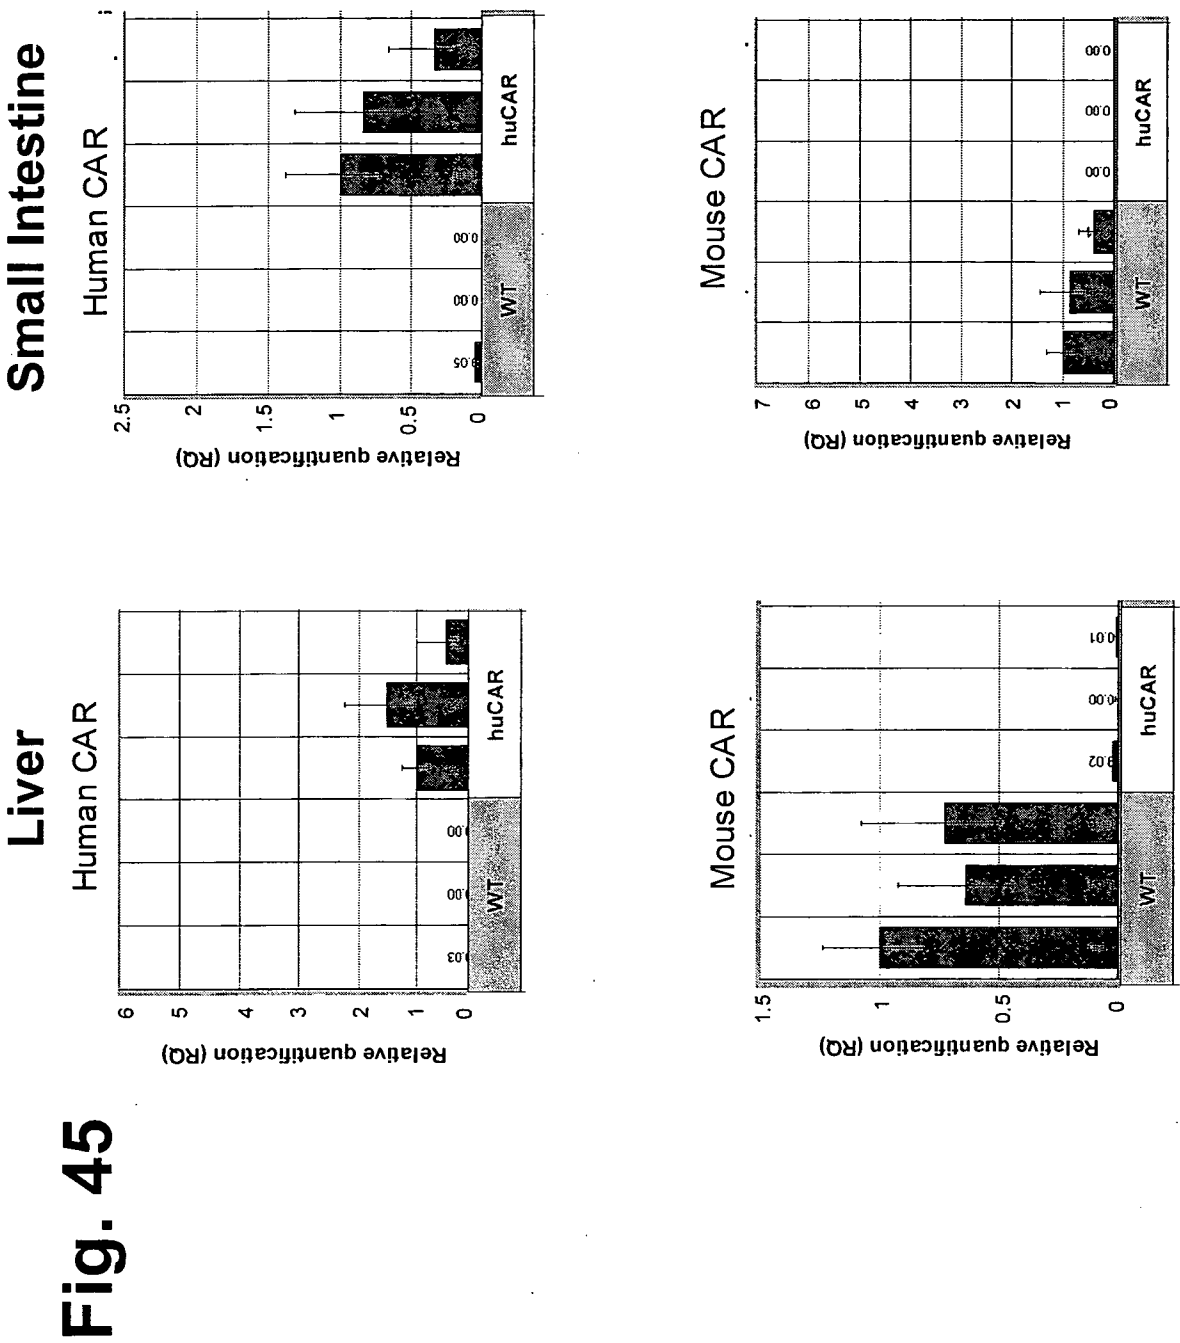 Fig. 45
Liver
Human CAR
Relative quantification (RQ)
6
5
4
3
2
1
0
0.00
0.00
WT
huCAR
Mouse CAR
Relative quantification (RQ)
1.5
1
0.5
0
0.02
0.00
0.01
WT
huCAR
Small Intestine
Human CAR
Relative quantification (RQ)
2.5
2
1.5
1
0.5
0
0.05
0.00
0.00
WT
huCAR
Mouse CAR
Relative quantification (RQ)
7
6
5
4
3
2
1
0
0.00
0.00
0.00
WT
huCAR